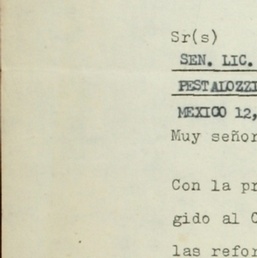 Sr(s)
SEN. LIC.
PESTALOZZI
MEXICO 12,
Muy señor
Con la pr
gido al C
las refor